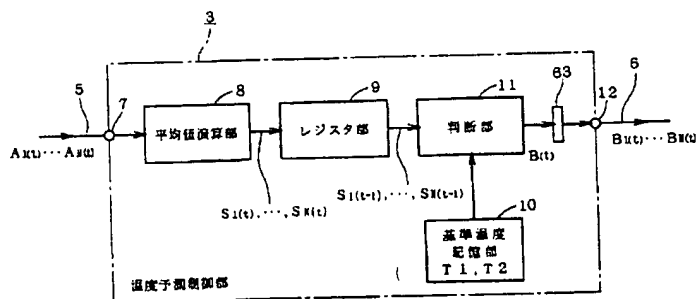 3
5
7
8
9
11
63
12
6
平均値演算部
レジスタ部
判断部
A1(t)…AN(t)
B(t)
B1(t)…BN(t)
S1(t),…,SN(t)
S1(t-1),…,SN(t-1)
10
基準温度
記憶部
T1,T2
温度予測制御部